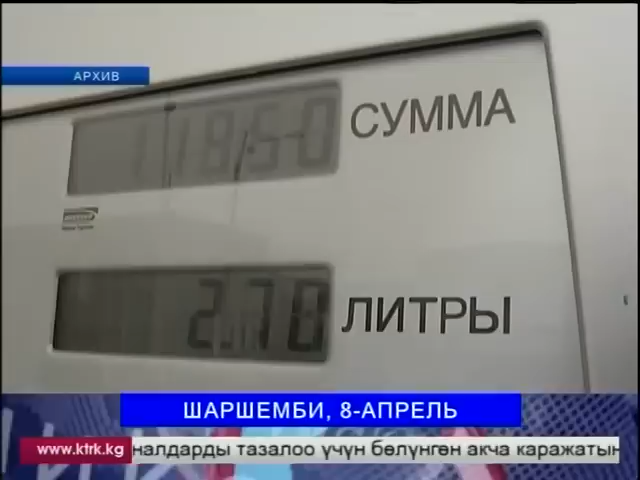 АРХИВ
СУММА
ЛИТРЫ
ШАРШЕМБИ, 8-АПРЕЛЬ
www.ktrk.kg налдарды тазалоо үчүн бөлүнгөн акча каражатын